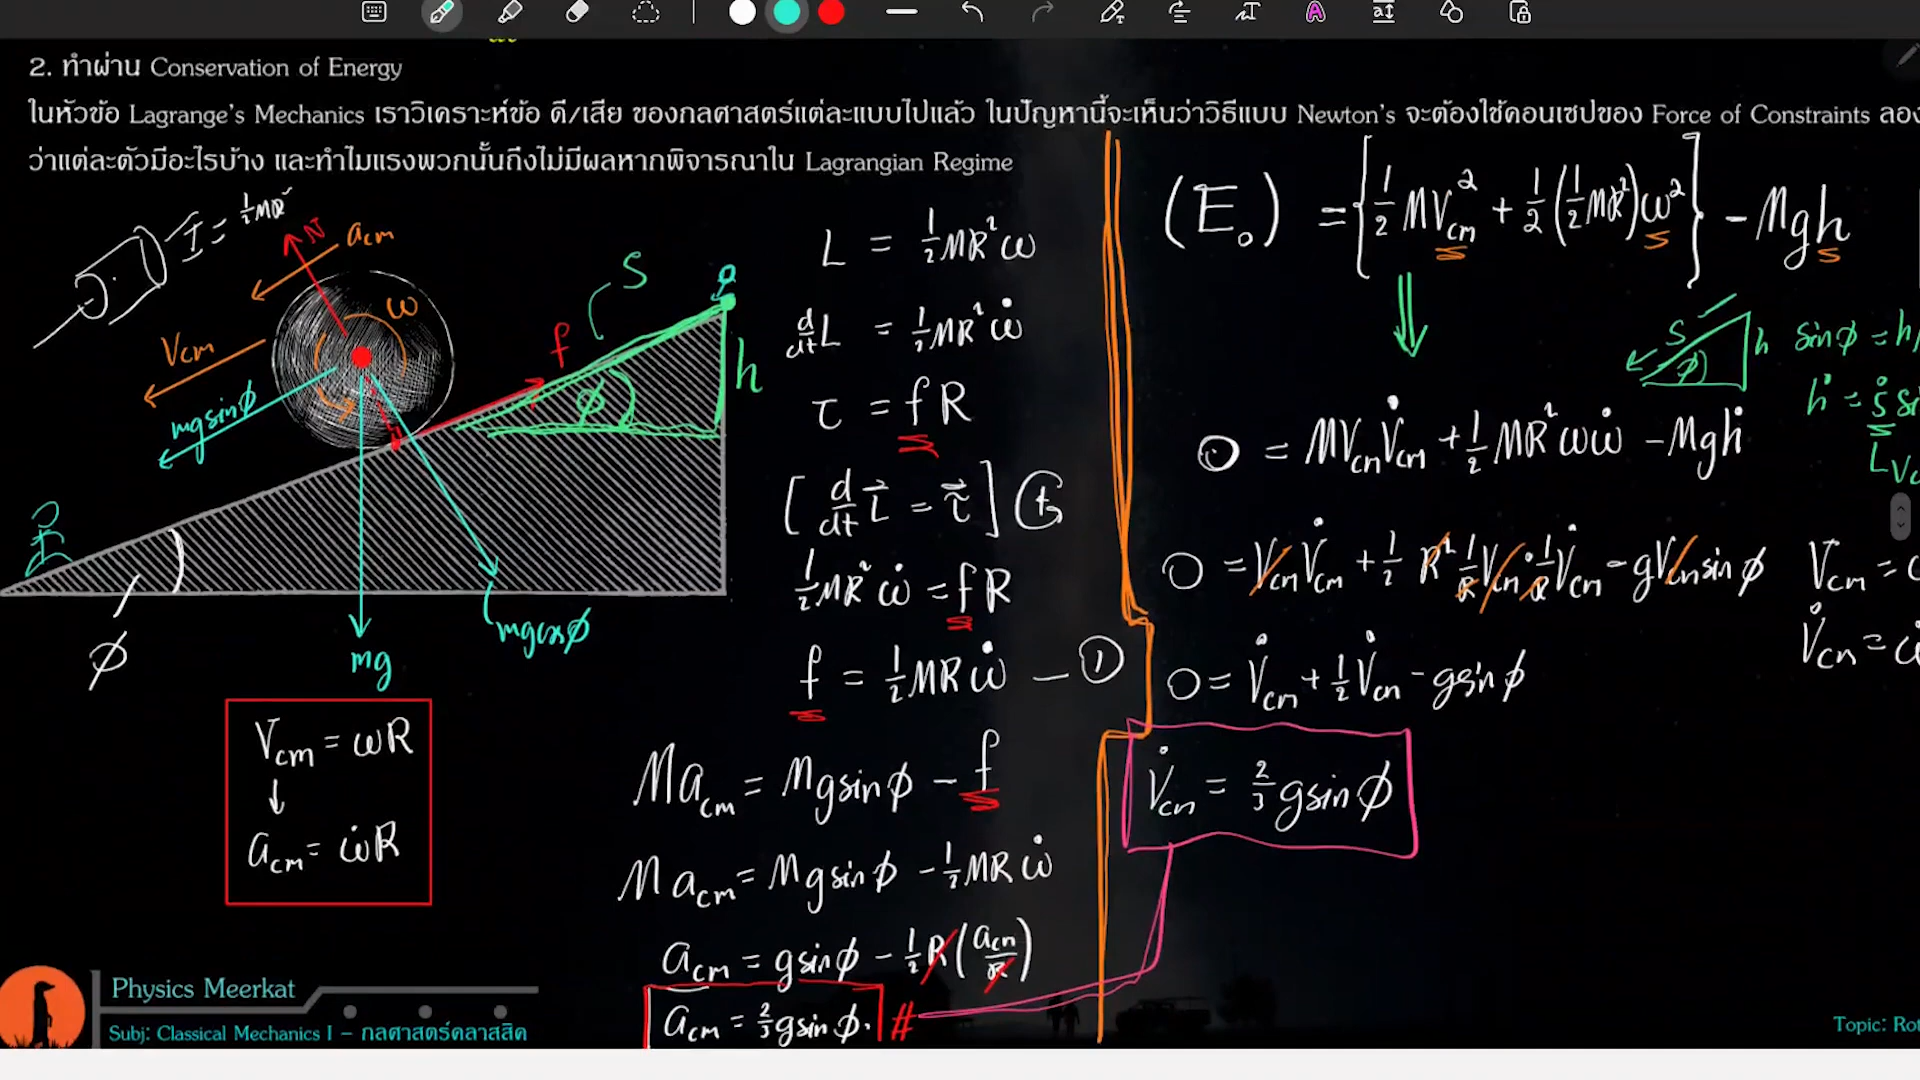 2. ทำผ่าน Conservation of Energy
ในหัวข้อ Lagrange's Mechanics เราวิเคราะห์ข้อ ดี/เสีย ของกลศาสตร์แต่ละแบบไปแล้ว ในปัญหานี้จะเห็นว่าวิธีแบบ Newton's จะต้องใช้คอนเซปของ Force of Constraints ลอง
ว่าแต่ละตัวมีอะไรบ้าง และทำไมแรงพวกนั้นถึงไม่มีผลหากพิจารณาใน Lagrangian Regime
I = ½MR²
N
a_cm
ω
V_cm
mg sinφ
f
S
h
φ
φ
mg
mg cosφ
V_cm = ωR
↓
a_cm = ω̇R
L = ½MR²ω
d/dt L = ½MR²ω̇
τ = fR
[d/dt L⃗ = τ⃗] +
½MR²ω̇ = fR
f = ½MRω̇ — ①
Ma_cm = Mg sinφ - f
Ma_cm = Mg sinφ - ½MRω̇
a_cm = g sinφ - ½R(a_cm/R)
a_cm = ⅔g sinφ. #
(E₀) = {½MV_cm² + ½(½MR²)ω²} - Mgh
⇓
S
h
φ
sinφ = h/
ḣ = ṡ si
0 = MV_cm V̇_cm + ½MR²ωω̇ - Mgḣ
0 = V_cm V̇_cm + ½ R² 1/R V_cm · 1/R V̇_cm - gV_cm sinφ
V_cm =
0 = V̇_cm + ½V̇_cm - g sinφ
V̇_cm =
V̇_cm = ⅔g sinφ
Physics Meerkat
Subj: Classical Mechanics I – กลศาสตร์คลาสสิค
Topic: Rot